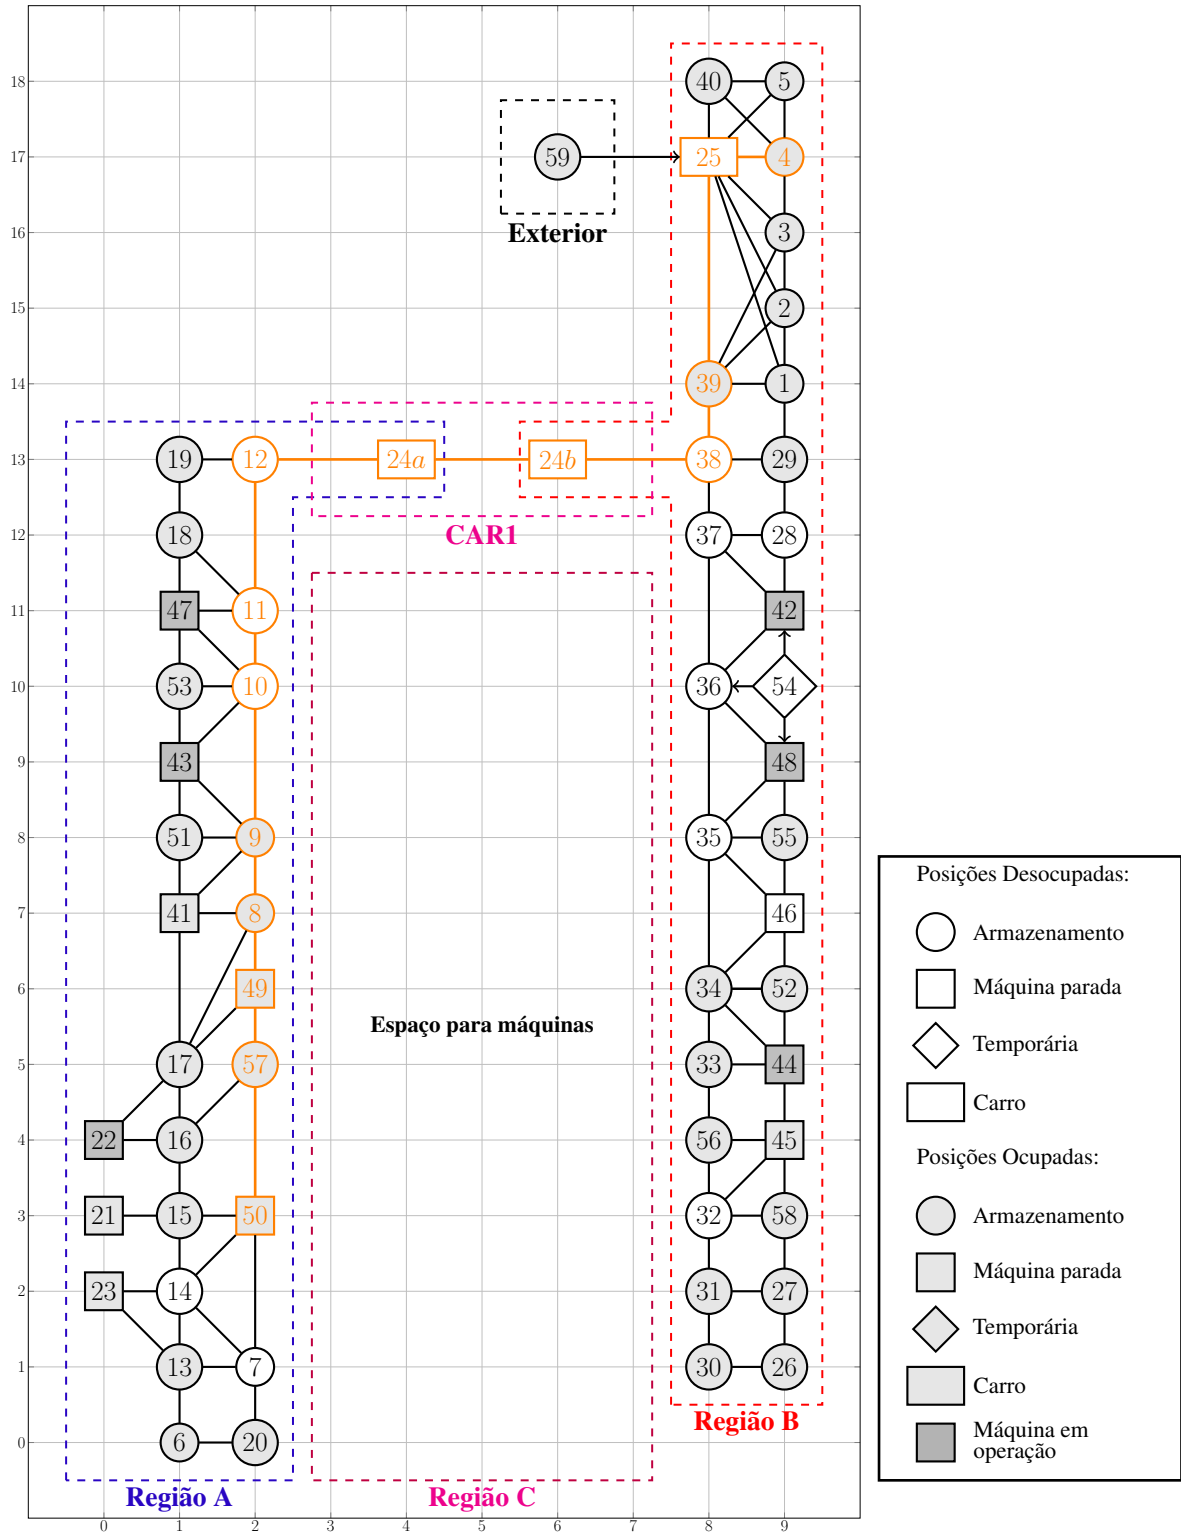 18 40 5
17 59 25 4
16 Exterior 3
15 2
14 39 1
13 19 12 24a 24b 38 29
12 18 CAR1 37 28
11 47 11 42
10 53 10 36 54
9 43 48
8 51 9 35 55
Posições Desocupadas:
7 41 8 46
Armazenamento
6 49 34 52
Máquina parada
Espaço para máquinas
5 17 57 33 44
Temporária
4 22 16 56 45
Carro
Posições Ocupadas:
3 21 15 50 32 58
Armazenamento
2 23 14 31 27
Máquina parada
Temporária
1 13 7 30 26
Carro
Região B
0 6 20
Máquina em
operação
Região A Região C
0 1 2 3 4 5 6 7 8 9